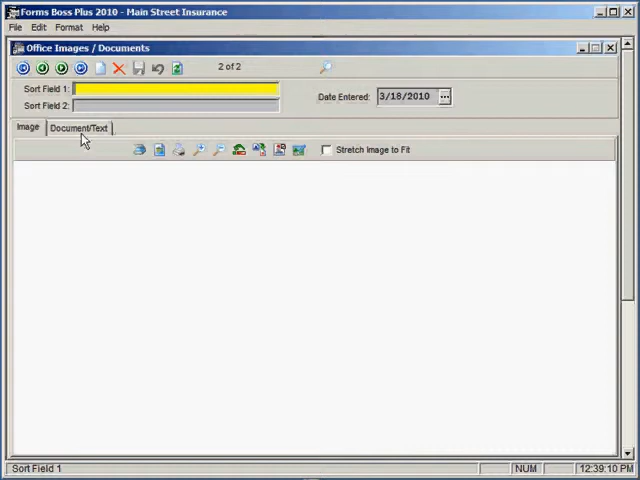 Forms Boss Plus 2010 - Main Street Insurance
File Edit Format Help
Office Images / Documents
2 of 2
Sort Field 1:
Date Entered: 3/18/2010 ...
Sort Field 2:
Image Document/Text
Stretch Image to Fit
Sort Field 1 NUM 12:39:10 PM